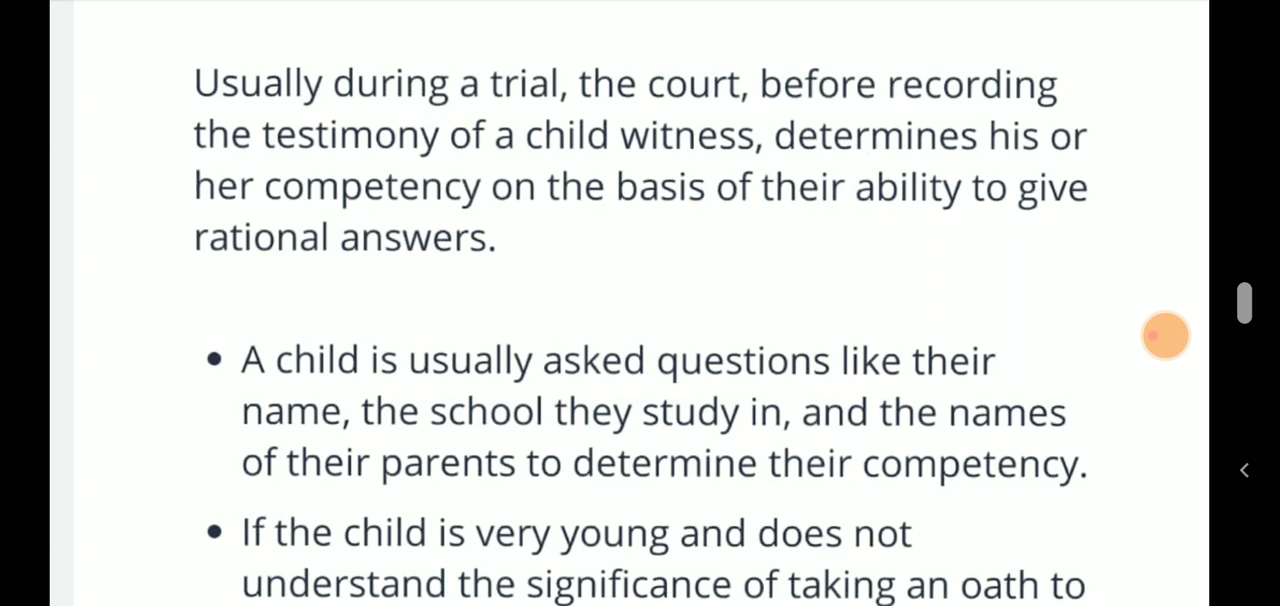 Usually during a trial, the court, before recording
the testimony of a child witness, determines his or
her competency on the basis of their ability to give
rational answers.
• A child is usually asked questions like their
name, the school they study in, and the names
of their parents to determine their competency.
• If the child is very young and does not
understand the significance of taking an oath to